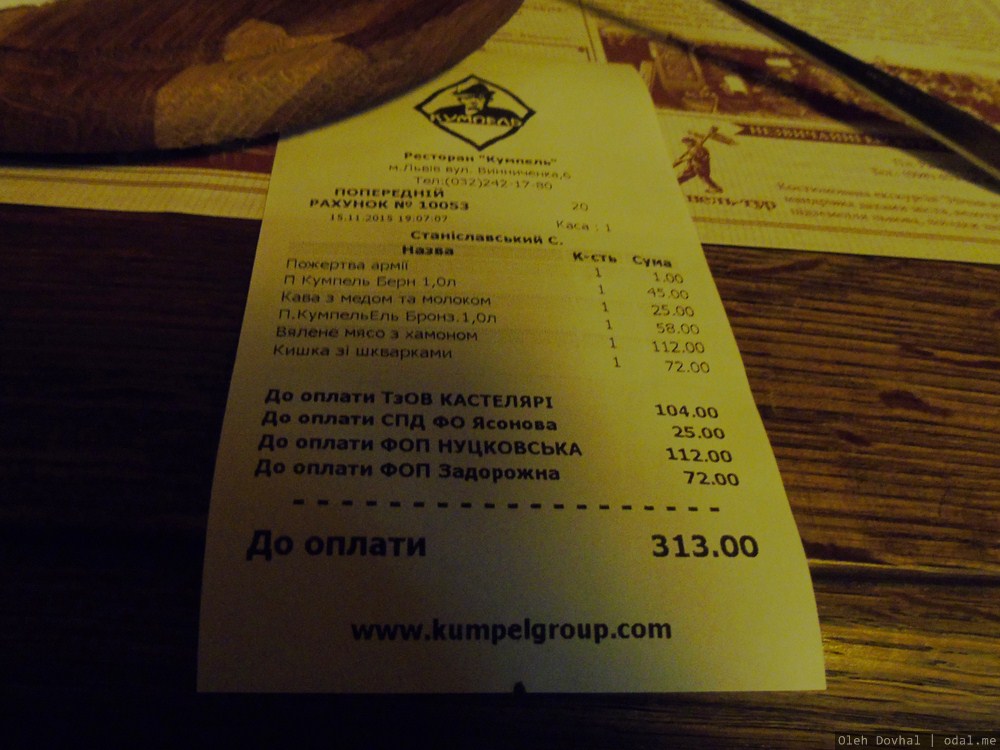 КУМПЕЛЬ
Ресторан "Кумпель"
м.Львів вул. Винниченка,6
Тел:(032)242-17-80
ПОПЕРЕДНІЙ
РАХУНОК № 10053 20
15.11.2015 19:07:07 Каса : 1
Станіславський С.
Назва К-сть Сума
Пожертва армії 1 1.00
П Кумпель Берн 1,0л 1 45.00
Кава з медом та молоком 1 25.00
П.КумпельЕль Бронз.1,0л 1 58.00
Вялене мясо з хамоном 1 112.00
Кишка зі шкварками 1 72.00
До оплати ТзОВ КАСТЕЛЯРІ 104.00
До оплати СПД ФО Ясонова 25.00
До оплати ФОП НУЦКОВСЬКА 112.00
До оплати ФОП Задорожна 72.00
До оплати 313.00
www.kumpelgroup.com
НЕЗВИЧАЙНІ
Oleh Dovhal | odal.me